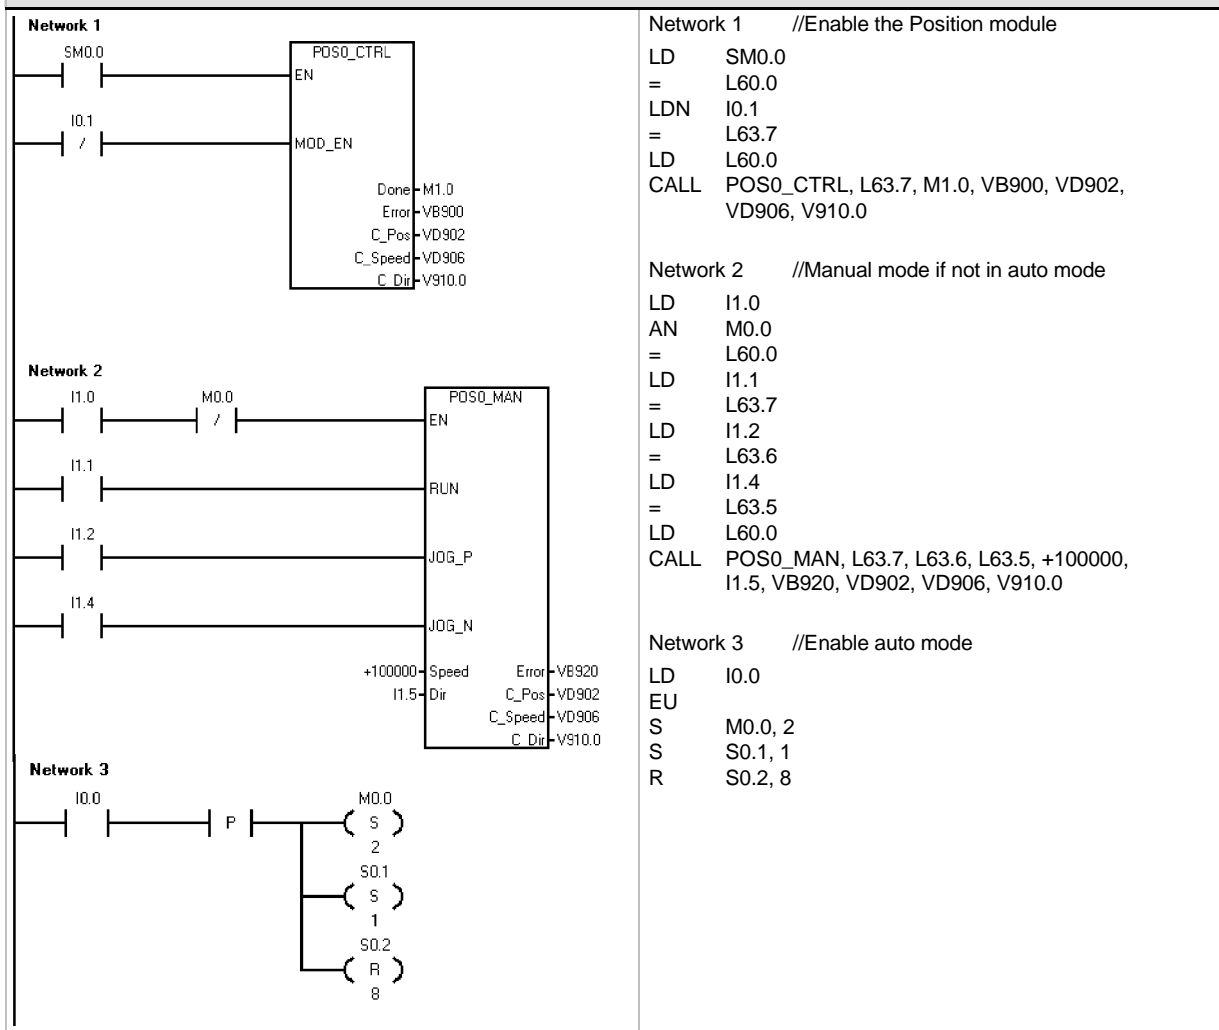 Network 1
SM0.0
POS0_CTRL
EN
I0.1
/
MOD_EN
Done M1.0
Error VB900
C_Pos VD902
C_Speed VD906
C_Dir V910.0
Network 2
I1.0 M0.0
POS0_MAN
/
EN
I1.1
RUN
I1.2
JOG_P
I1.4
JOG_N
+100000 Speed Error VB920
I1.5 Dir C_Pos VD902
C_Speed VD906
C_Dir V910.0
Network 3
I0.0 M0.0
P S
2
S0.1
S
1
S0.2
R
8
Network 1 //Enable the Position module
LD SM0.0
= L60.0
LDN I0.1
= L63.7
LD L60.0
CALL POS0_CTRL, L63.7, M1.0, VB900, VD902,
VD906, V910.0
Network 2 //Manual mode if not in auto mode
LD I1.0
AN M0.0
= L60.0
LD I1.1
= L63.7
LD I1.2
= L63.6
LD I1.4
= L63.5
LD L60.0
CALL POS0_MAN, L63.7, L63.6, L63.5, +100000,
I1.5, VB920, VD902, VD906, V910.0
Network 3 //Enable auto mode
LD I0.0
EU
S M0.0, 2
S S0.1, 1
R S0.2, 8